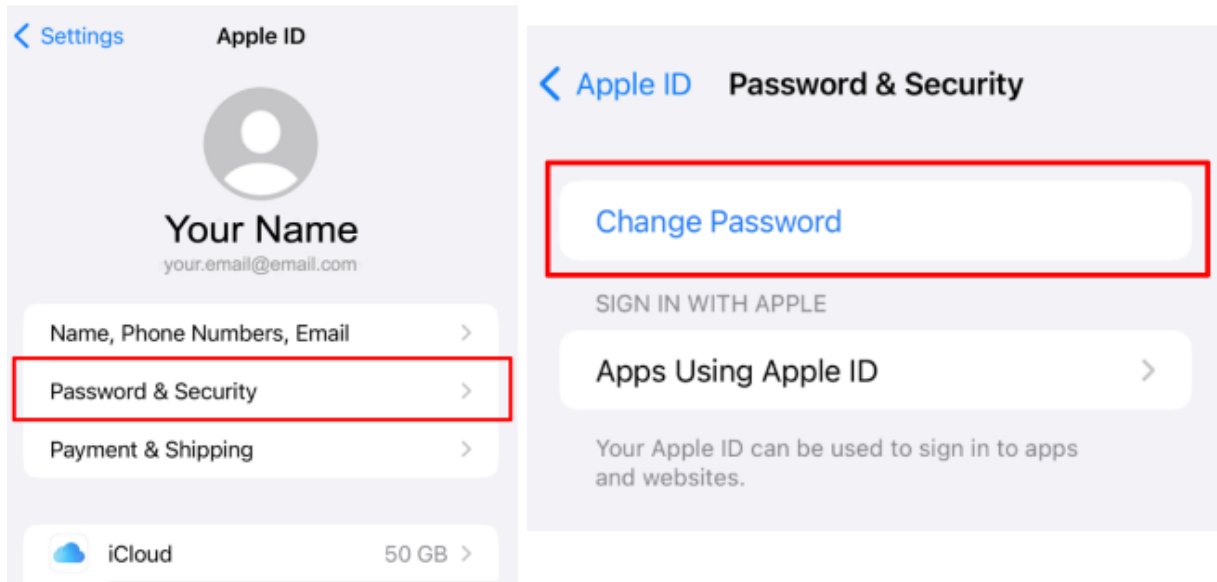 Settings
Apple ID
Your Name
your.email@email.com
Name, Phone Numbers, Email
Password & Security
Payment & Shipping
iCloud
50 GB
Apple ID
Password & Security
Change Password
SIGN IN WITH APPLE
Apps Using Apple ID
Your Apple ID can be used to sign in to apps
and websites.